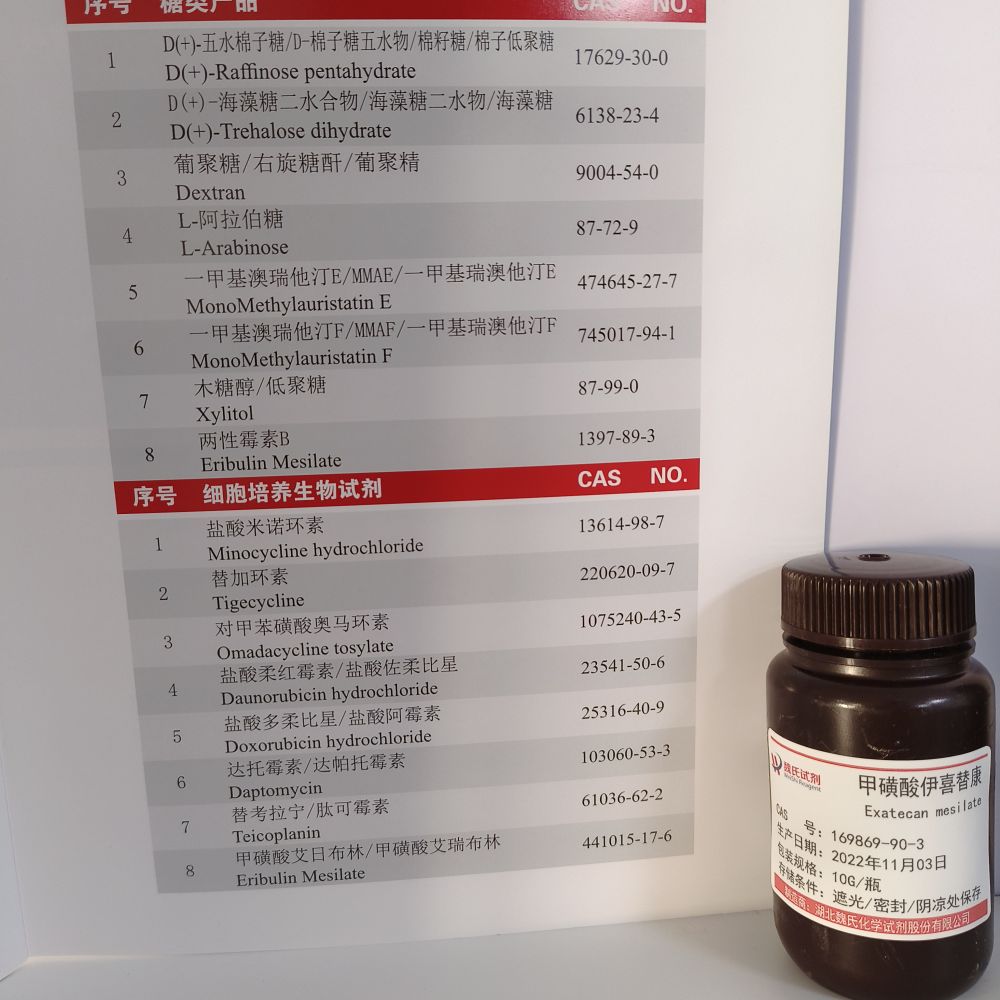 序号 糖类产品 CAS NO.
D(+)-五水棉子糖/D-棉子糖五水物/棉籽糖/棉子低聚糖
1 D(+)-Raffinose pentahydrate 17629-30-0
D(+)-海藻糖二水合物/海藻糖二水物/海藻糖
2 D(+)-Trehalose dihydrate 6138-23-4
葡聚糖/右旋糖酐/葡聚精
3 Dextran 9004-54-0
L-阿拉伯糖
4 L-Arabinose 87-72-9
一甲基澳瑞他汀E/MMAE/一甲基瑞澳他汀E
5 MonoMethylauristatin E 474645-27-7
一甲基澳瑞他汀F/MMAF/一甲基瑞澳他汀F
6 MonoMethylauristatin F 745017-94-1
木糖醇/低聚糖
7 Xylitol 87-99-0
两性霉素B
8 Eribulin Mesilate 1397-89-3
序号 细胞培养生物试剂 CAS NO.
盐酸米诺环素
1 Minocycline hydrochloride 13614-98-7
替加环素
2 Tigecycline 220620-09-7
对甲苯磺酸奥马环素
3 Omadacycline tosylate 1075240-43-5
盐酸柔红霉素/盐酸佐柔比星
4 Daunorubicin hydrochloride 23541-50-6
盐酸多柔比星/盐酸阿霉素
5 Doxorubicin hydrochloride 25316-40-9
达托霉素/达帕托霉素
6 Daptomycin 103060-53-3
替考拉宁/肽可霉素
7 Teicoplanin 61036-62-2
甲磺酸艾日布林/甲磺酸艾瑞布林
8 Eribulin Mesilate 441015-17-6
魏氏试剂
WeiShi Reagent
甲磺酸伊喜替康
Exatecan mesilate
CAS 号：169869-90-3
生产日期：2022年11月03日
包装规格：10G/瓶
存储条件：遮光/密封/阴凉处保存
制造商：湖北魏氏化学试剂股份有限公司